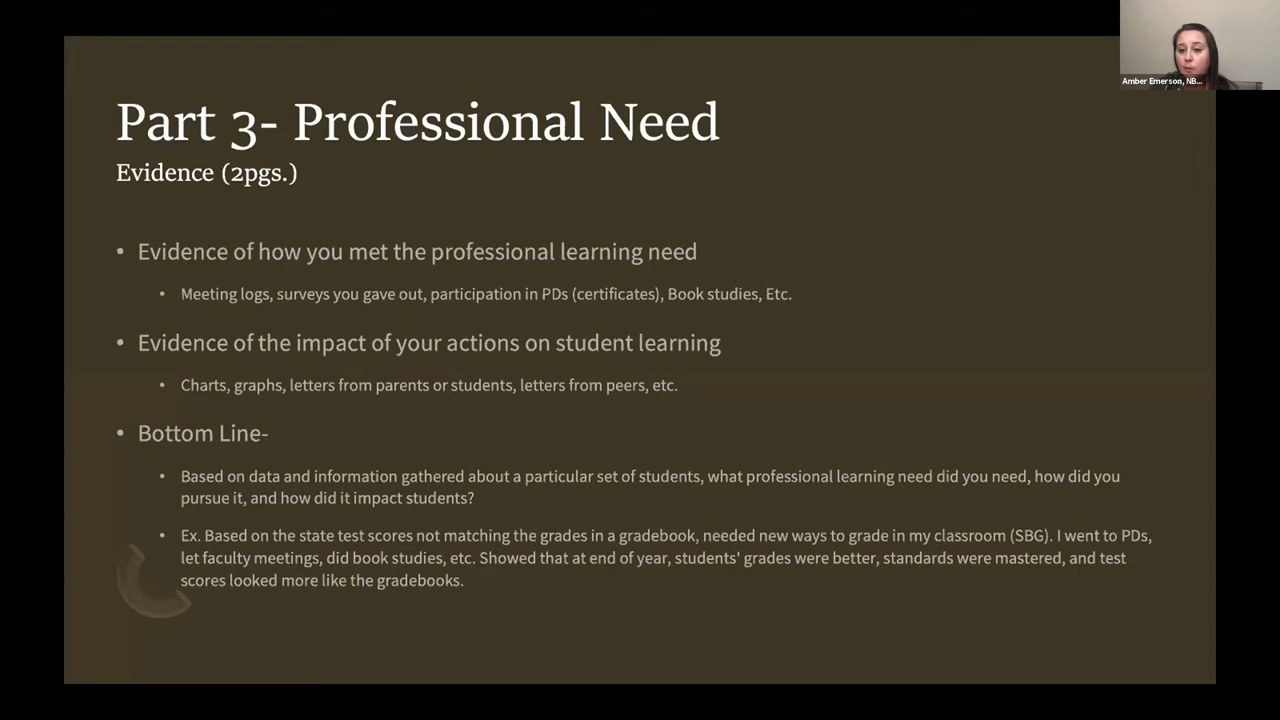 Amber Emerson, NB...
Part 3- Professional Need
Evidence (2pgs.)
• Evidence of how you met the professional learning need
• Meeting logs, surveys you gave out, participation in PDs (certificates), Book studies, Etc.
• Evidence of the impact of your actions on student learning
• Charts, graphs, letters from parents or students, letters from peers, etc.
• Bottom Line-
• Based on data and information gathered about a particular set of students, what professional learning need did you need, how did you
pursue it, and how did it impact students?
• Ex. Based on the state test scores not matching the grades in a gradebook, needed new ways to grade in my classroom (SBG). I went to PDs,
let faculty meetings, did book studies, etc. Showed that at end of year, students' grades were better, standards were mastered, and test
scores looked more like the gradebooks.